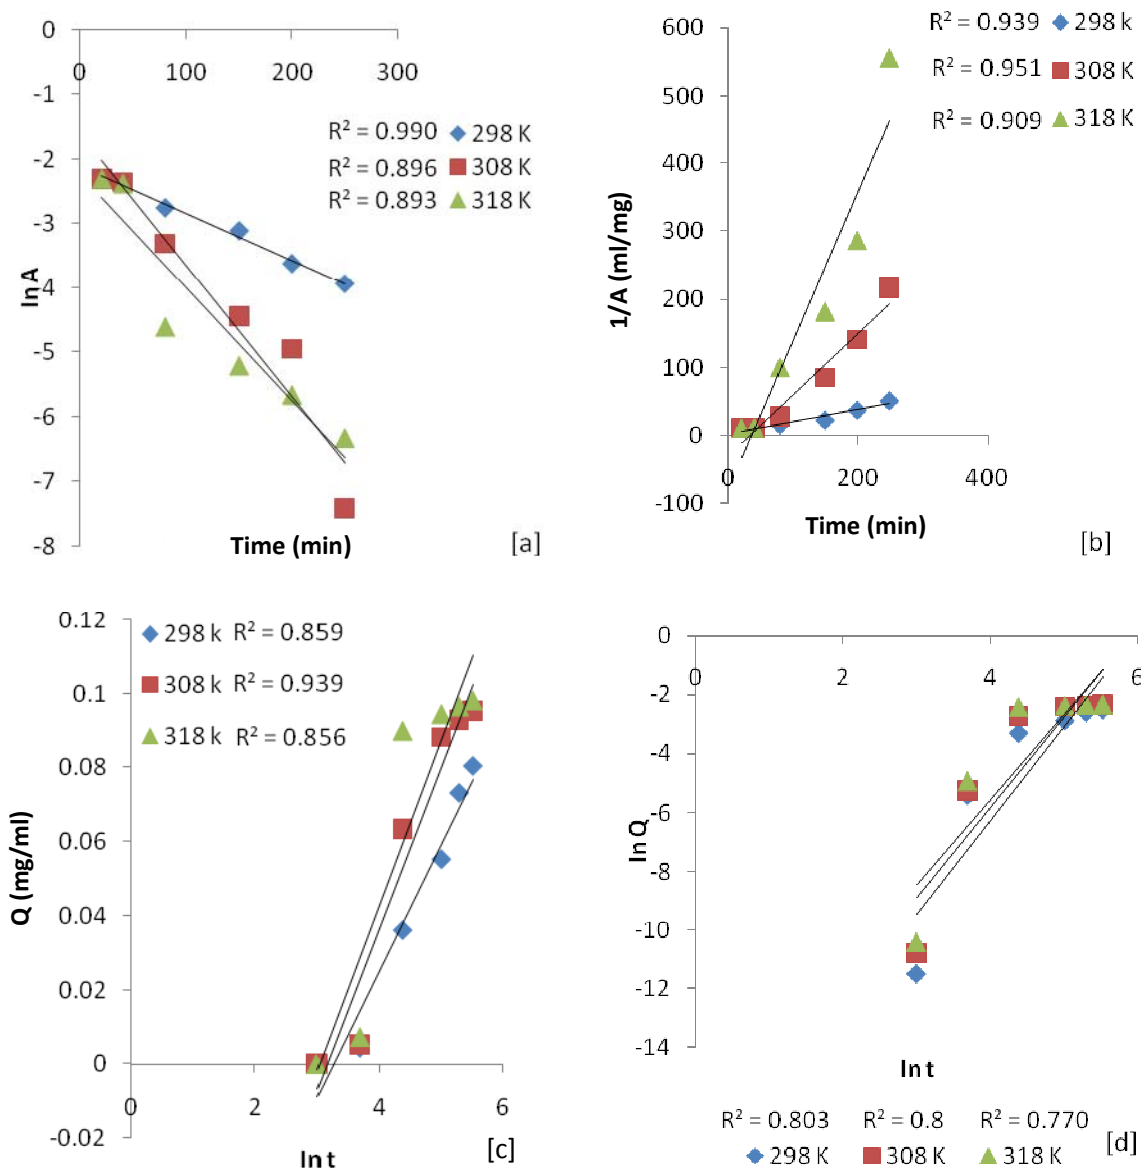 0
0 100 200 300
-1
-2
-3
-4
-5
-6
-7
-8
ln A
R² = 0.990 298 K
R² = 0.896 308 K
R² = 0.893 318 K
Time (min)
[a]
600
500
400
300
200
100
0
-100
0 200 400
1/A (ml/mg)
R² = 0.939 298 k
R² = 0.951 308 K
R² = 0.909 318 K
Time (min)
[b]
0.12
0.1
0.08
0.06
0.04
0.02
0
-0.02
0 2 4 6
Q (mg/ml)
298 k R² = 0.859
308 k R² = 0.939
318 k R² = 0.856
ln t
[c]
0
0 2 4 6
-2
-4
-6
-8
-10
-12
-14
ln Q
ln t
R² = 0.803 R² = 0.8 R² = 0.770
298 K 308 K 318 K
[d]